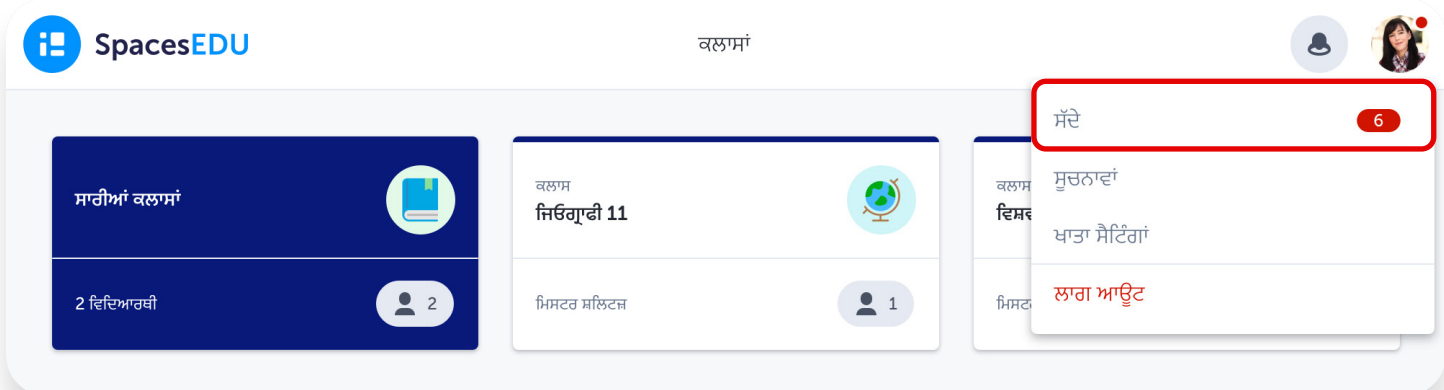 SpacesEDU
ਕਲਾਸਾਂ
ਸੱਦੇ 6
ਸੂਚਨਾਵਾਂ
ਖਾਤਾ ਸੈਟਿੰਗਾਂ
ਲਾਗ ਆਊਟ
ਸਾਰੀਆਂ ਕਲਾਸਾਂ
2 ਵਿਦਿਆਰਥੀ 2
ਕਲਾਸ
ਜਿਓਗ੍ਰਾਫੀ 11
ਮਿਸਟਰ ਸ਼ਲਿਟਜ਼ 1
ਕਲਾਸ